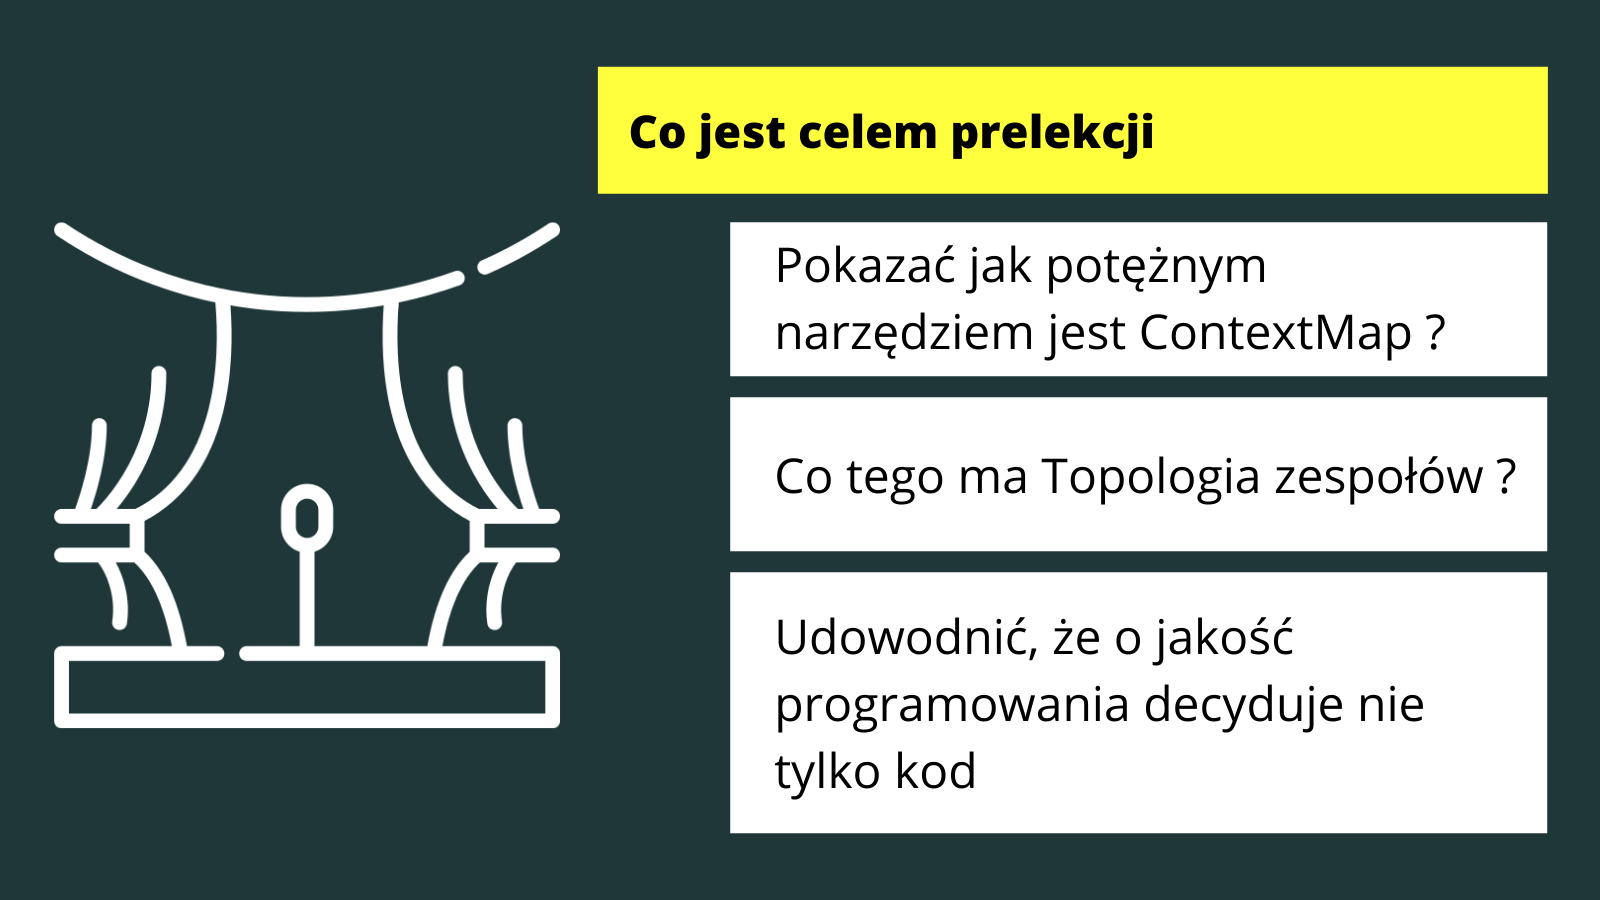 Co jest celem prelekcji
Pokazać jak potężnym
narzędziem jest ContextMap ?
Co tego ma Topologia zespołów ?
Udowodnić, że o jakość
programowania decyduje nie
tylko kod